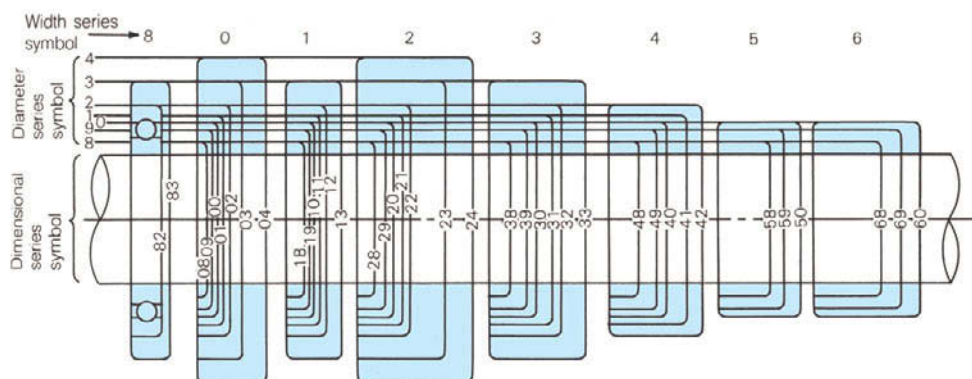 Width series
symbol → 8 0 1 2 3 4 5 6
Diameter series symbol
4
3
2
1
0
9
8
Dimensional series symbol
82 83
08 09 00 01 02 03 04
18 19 10 11 12 13
28 29 20 21 22 23 24
38 39 30 31 32 33
48 49 40 41 42
58 59 50
68 69 60